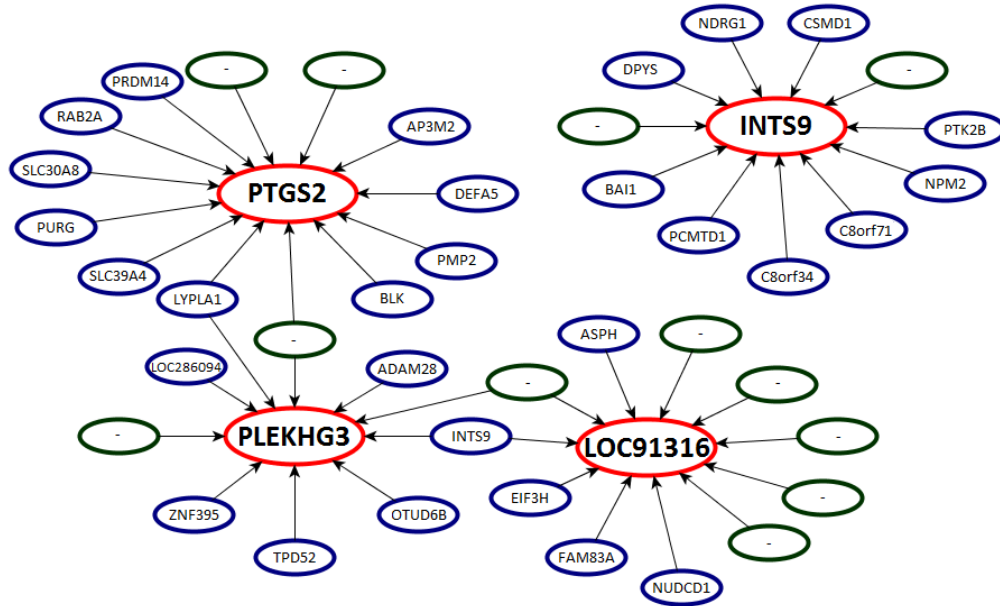 NDRG1
CSMD1
-
-
DPYS
-
PRDM14
RAB2A
AP3M2
-
INTS9
PTK2B
SLC30A8
PTGS2
DEFA5
BAI1
NPM2
PURG
PCMTD1
C8orf71
SLC39A4
PMP2
C8orf34
LYPLA1
BLK
-
ASPH
-
LOC286094
ADAM28
-
-
-
PLEKHG3
INTS9
LOC91316
-
EIF3H
-
ZNF395
OTUD6B
-
TPD52
FAM83A
NUDCD1